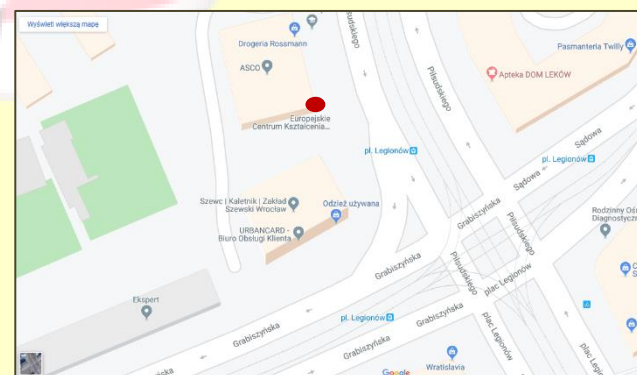 Wyświetl większą mapę
Drogeria Rossmann
ASCO
Europejskie
Centrum Kształcenia...
Piłsudskiego
Piłsudskiego
Pasmanteria Twilly
Apteka DOM LEKÓW
pl. Legionów
Sądowa
pl. Legionów
Sądowa
Szewc | Kaletnik | Zakład
Szewski Wrocław
Odzież używana
URBANCARD -
Biuro Obsługi Klienta
Grabiszyńska
Piłsudskiego
Rodzinny
Diagnostyczn
Grabiszyńska
Piłsudskiego
plac Legionów
Ekspert
pl. Legionów
Grabiszyńska
Grabiszyńska
Grabiszyńska
plac Legionów
plac Legionów
Wratislavia
Google